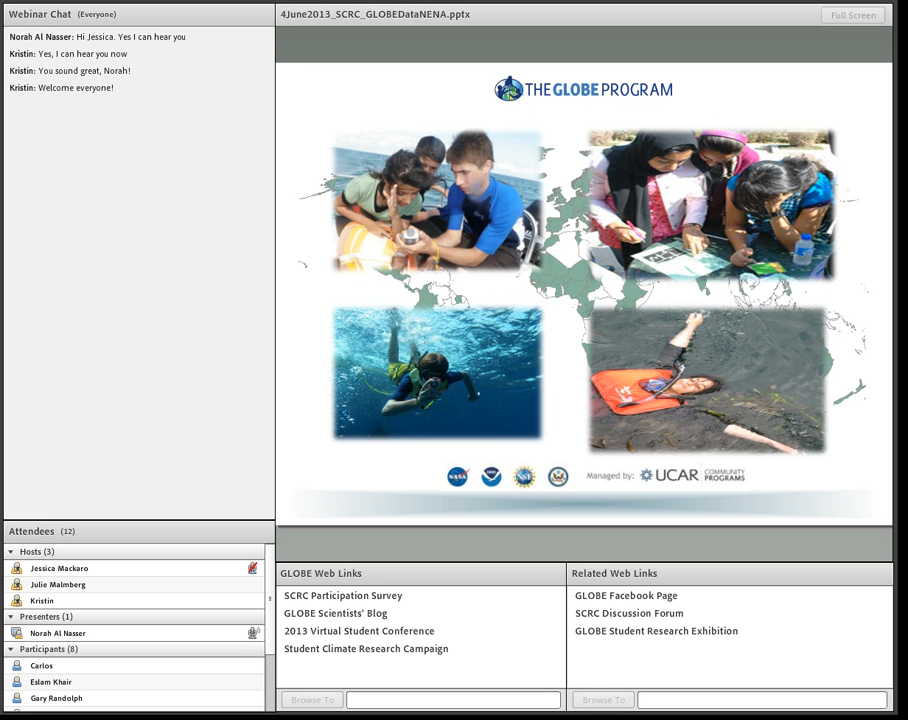 Webinar Chat (Everyone)
Norah Al Nasser: Hi Jessica. Yes I can hear you
Kristin: Yes, I can hear you now
Kristin: You sound great, Norah!
Kristin: Welcome everyone!
4June2013_SCRC_GLOBEDataNENA.pptx
Full Screen
THE GLOBE PROGRAM
NASA
NSF
Managed by: UCAR COMMUNITY PROGRAMS
Attendees (12)
Hosts (3)
Jessica Mackaro
Julie Malmberg
Kristin
Presenters (1)
Norah Al Nasser
Participants (8)
Carlos
Eslam Khair
Gary Randolph
GLOBE Web Links
SCRC Participation Survey
GLOBE Scientists' Blog
2013 Virtual Student Conference
Student Climate Research Campaign
Browse To
Related Web Links
GLOBE Facebook Page
SCRC Discussion Forum
GLOBE Student Research Exhibition
Browse To